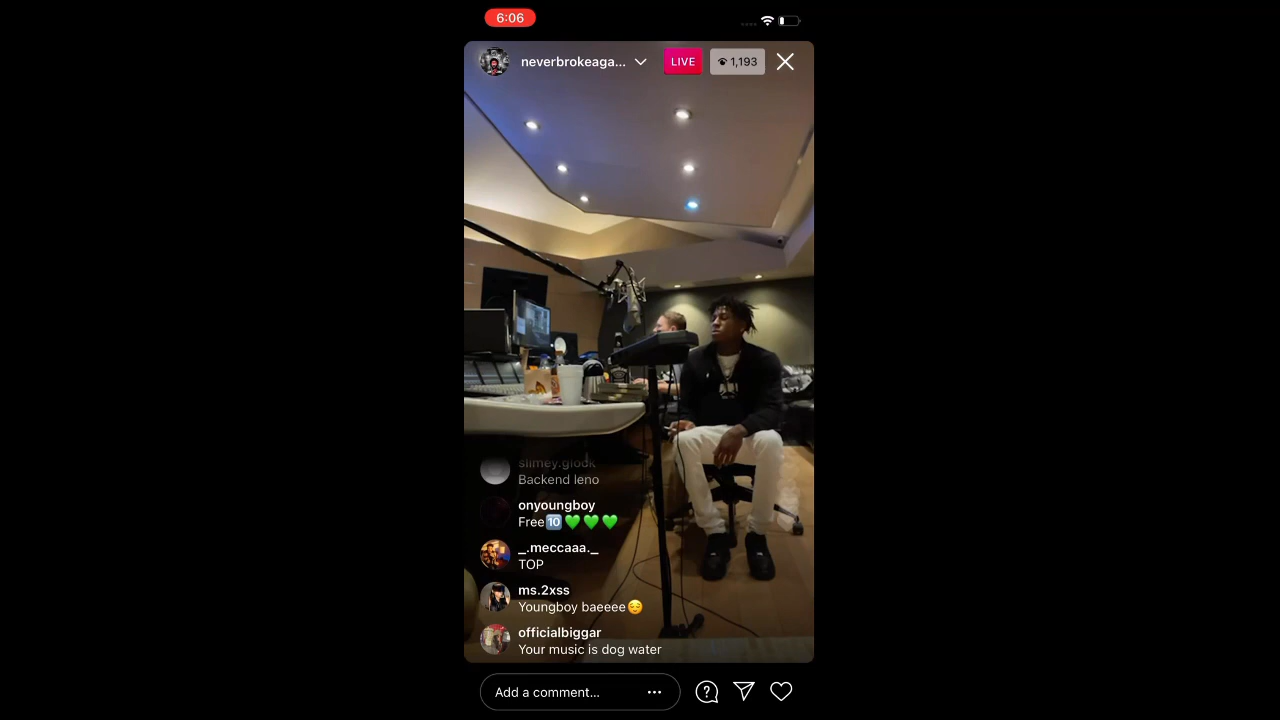 6:06
neverbrokeaga...
LIVE
1,193
slimey.glock
Backend leno
onyoungboy
Free🔟💚💚💚
_.meccaaa._
TOP
ms.2xss
Youngboy baeeee😌
officialbiggar
Your music is dog water
Add a comment...